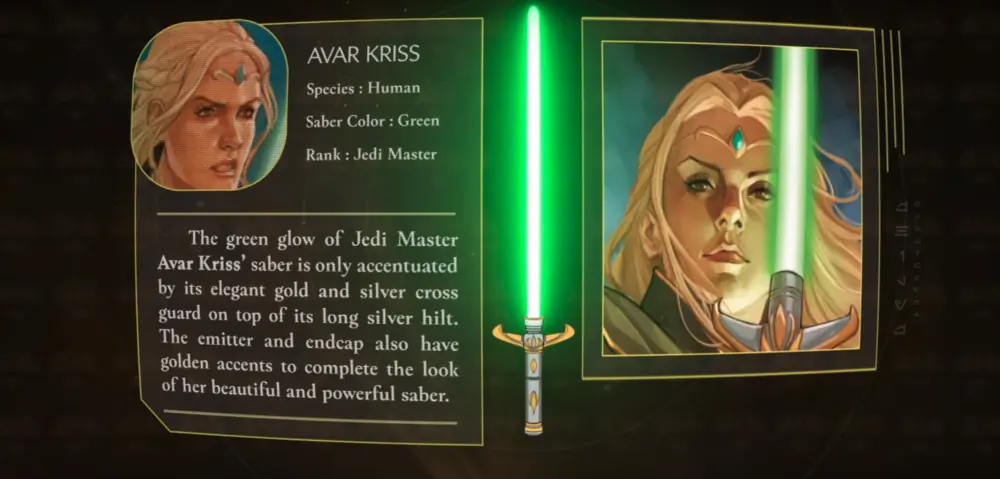 AVAR KRISS
Species : Human
Saber Color : Green
Rank : Jedi Master
The green glow of Jedi Master
Avar Kriss’ saber is only accentuated
by its elegant gold and silver cross
guard on top of its long silver hilt.
The emitter and endcap also have
golden accents to complete the look
of her beautiful and powerful saber.